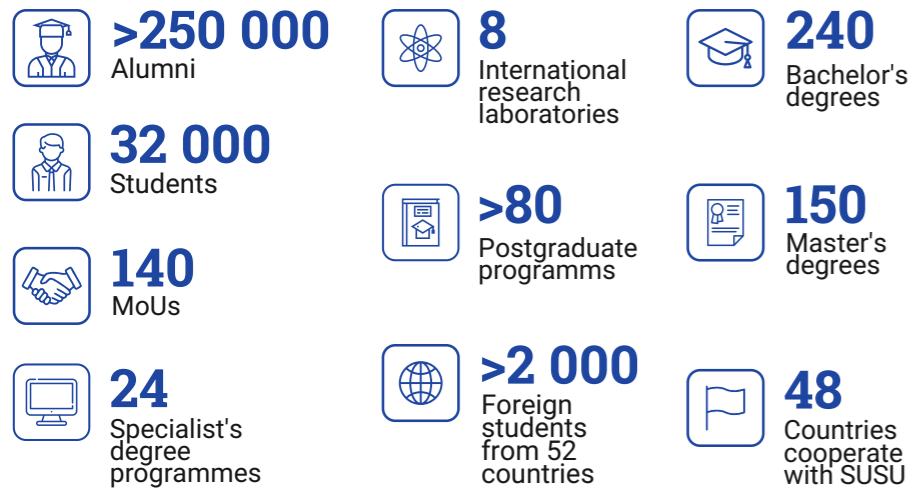 >250 000
Alumni
32 000
Students
140
MoUs
24
Specialist's
degree
programmes
8
International
research
laboratories
>80
Postgraduate
programms
>2 000
Foreign
students
from 52
countries
240
Bachelor's
degrees
150
Master's
degrees
48
Countries
cooperate
with SUSU